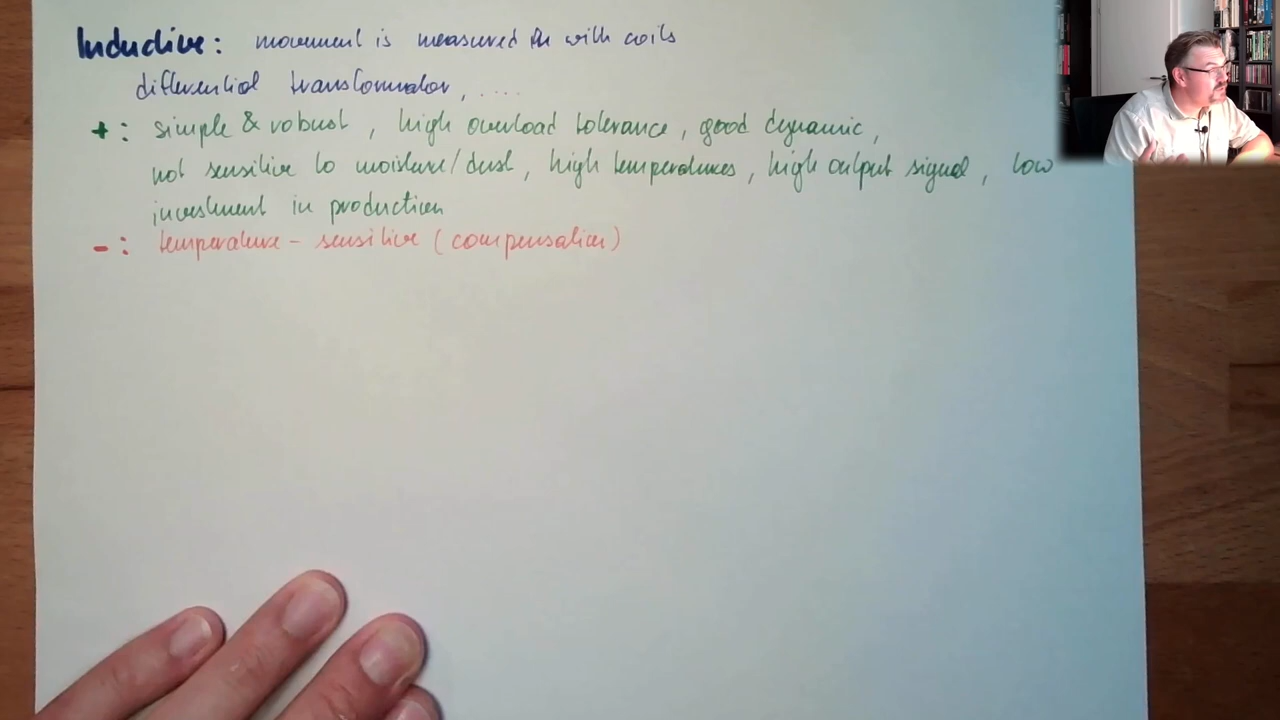 Inductive: movement is measured with coils
differential transformator, ....
+: simple & robust, high overload tolerance, good dynamic,
not sensitive to moisture/dust, high temperatures, high output signal, low
investment in production
-: temperature-sensitive (compensation)